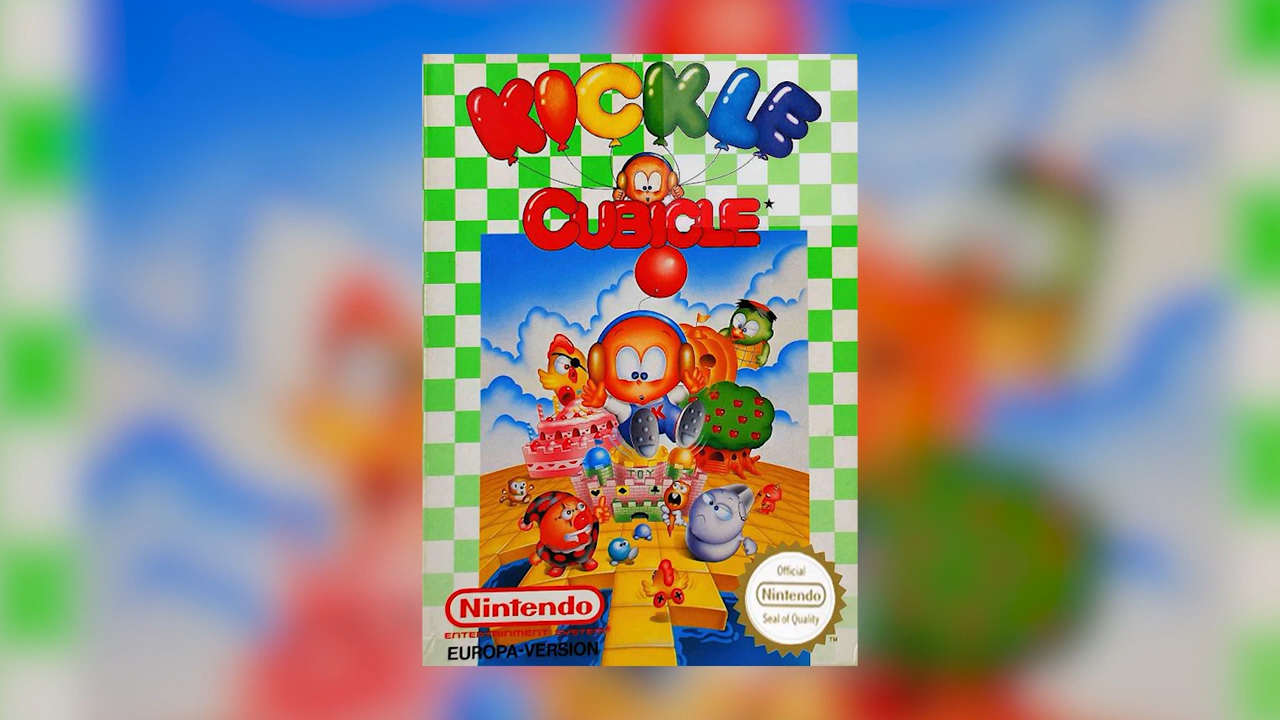 KICKLE
CUBICLE*
K
TOY
Nintendo
ENTERTAINMENT SYSTEM
EUROPA-VERSION
Official
Nintendo
Seal of Quality
TM